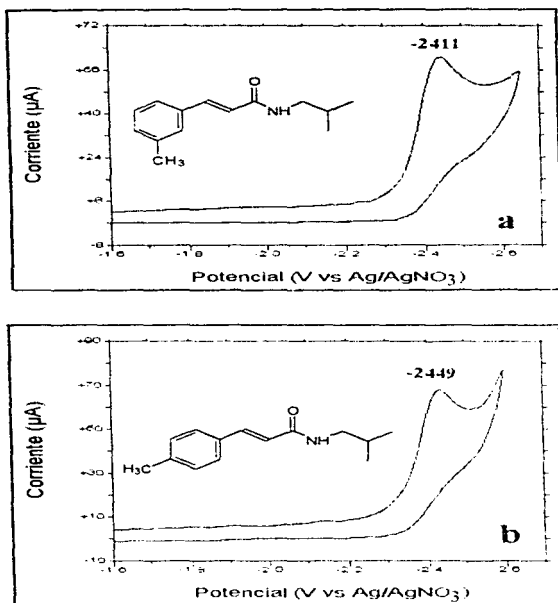 +72
-2411
+56
+40
+24
+8
-8
Corriente (µA)
O
NH
CH₃
a
-1.6 -1.8 -2.0 -2.2 -2.4 -2.6
Potencial (V vs Ag/AgNO₃)
+90
-2449
+70
+50
+30
+10
-10
Corriente (µA)
O
NH
H₃C
b
-1.6 -1.8 -2.0 -2.2 -2.4 -2.6
Potencial (V vs Ag/AgNO₃)